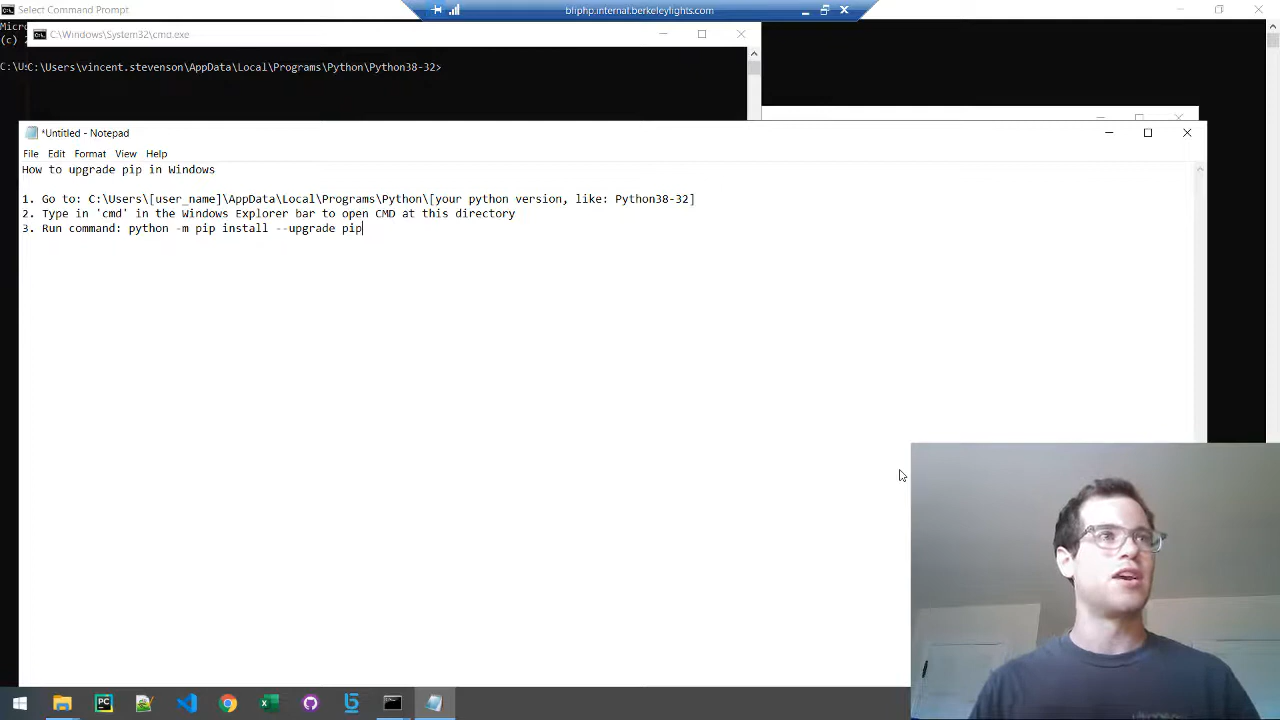 Select Command Prompt
bliphp.internal.berkeleylights.com
Micro
(c)
C:\Windows\System32\cmd.exe
C:\U
C:\Users\vincent.stevenson\AppData\Local\Programs\Python\Python38-32>
*Untitled - Notepad
File Edit Format View Help
How to upgrade pip in Windows
1. Go to: C:\Users\[user_name]\AppData\Local\Programs\Python\[your python version, like: Python38-32]
2. Type in 'cmd' in the Windows Explorer bar to open CMD at this directory
3. Run command: python -m pip install --upgrade pip
PC